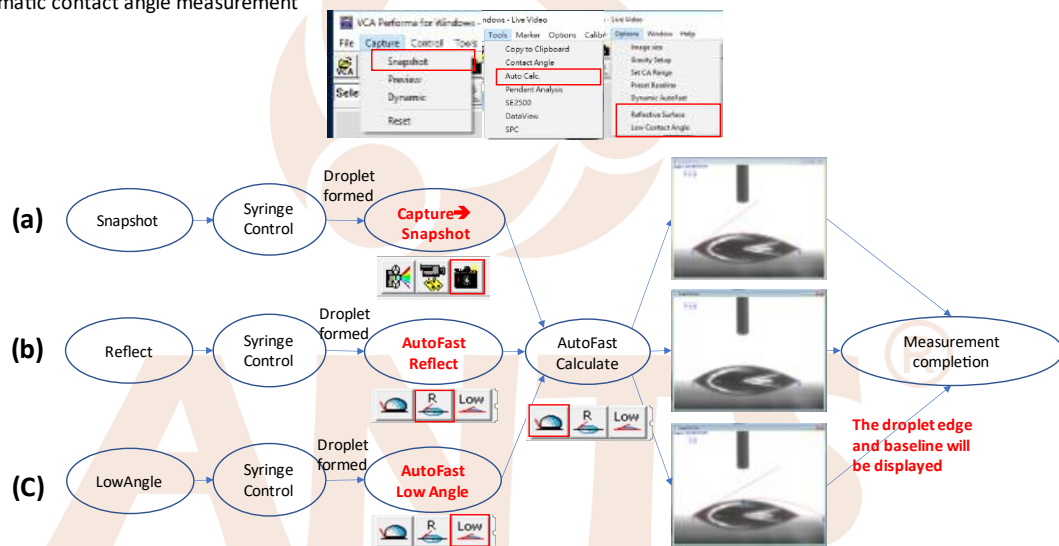 matic contact angle measurement
VCA Performa for Windows -
File Capture Control Tools
VCA
Sele
Snapshot
Preview
Dynamic
Reset
ndows - Live Video
Tools Marker Options Calib
Copy to Clipboard
Contact Angle
Auto Calc.
Pendant Analysis
SE2500
DataView
SPC
- Live Video
Options Window Help
Image size
Gravity Setup
Set CA Range
Preset Baseline
Dynamic AutoFast
Reflective Surface
Low Contact Angle
(a)
Snapshot
Syringe
Control
Droplet
formed
Capture➔
Snapshot
(b)
Reflect
Syringe
Control
Droplet
formed
AutoFast
Reflect
R Low
AutoFast
Calculate
R Low
Measurement
completion
The droplet edge
and baseline will
be displayed
(C)
LowAngle
Syringe
Control
Droplet
formed
AutoFast
Low Angle
R Low
ANTS
®